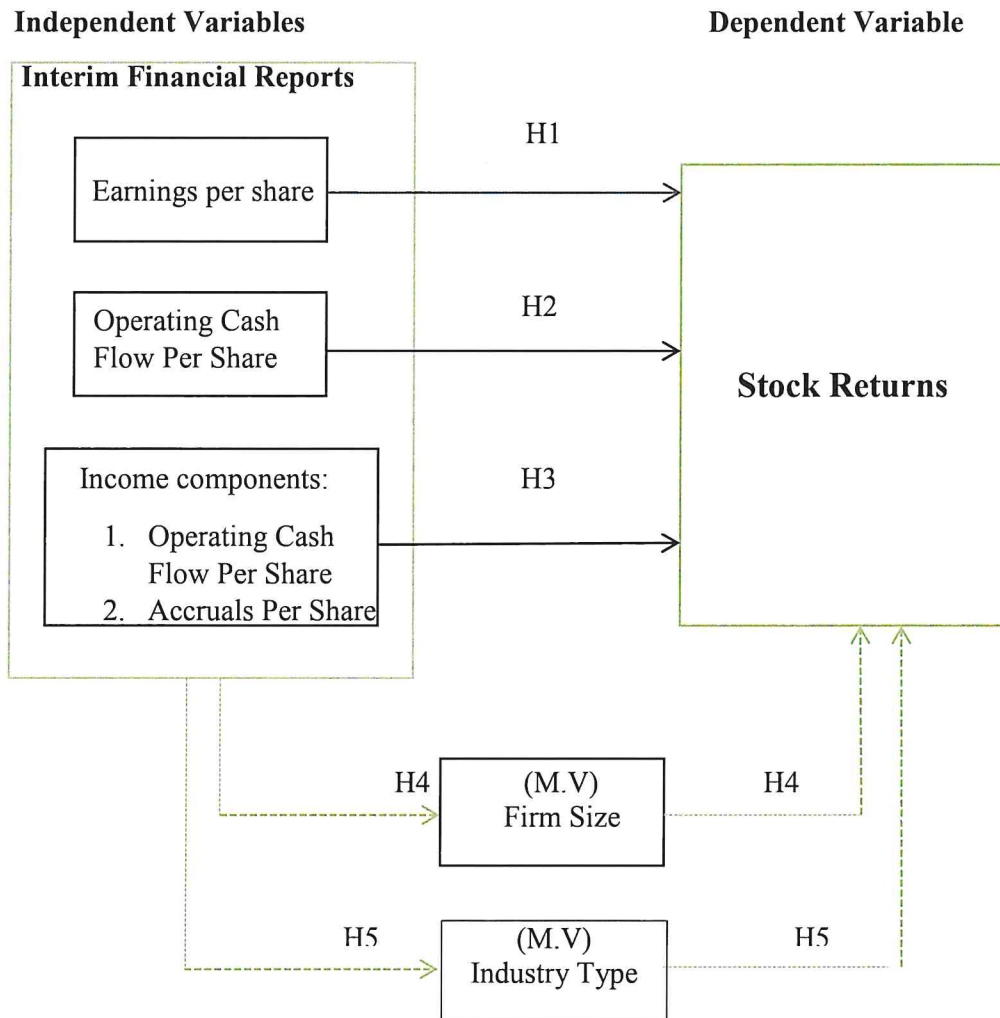 Independent Variables
Dependent Variable
Interim Financial Reports
H1
Earnings per share
H2
Operating Cash
Flow Per Share
Stock Returns
H3
Income components:
1. Operating Cash
Flow Per Share
2. Accruals Per Share
H4
(M.V)
Firm Size
H4
H5
(M.V)
Industry Type
H5